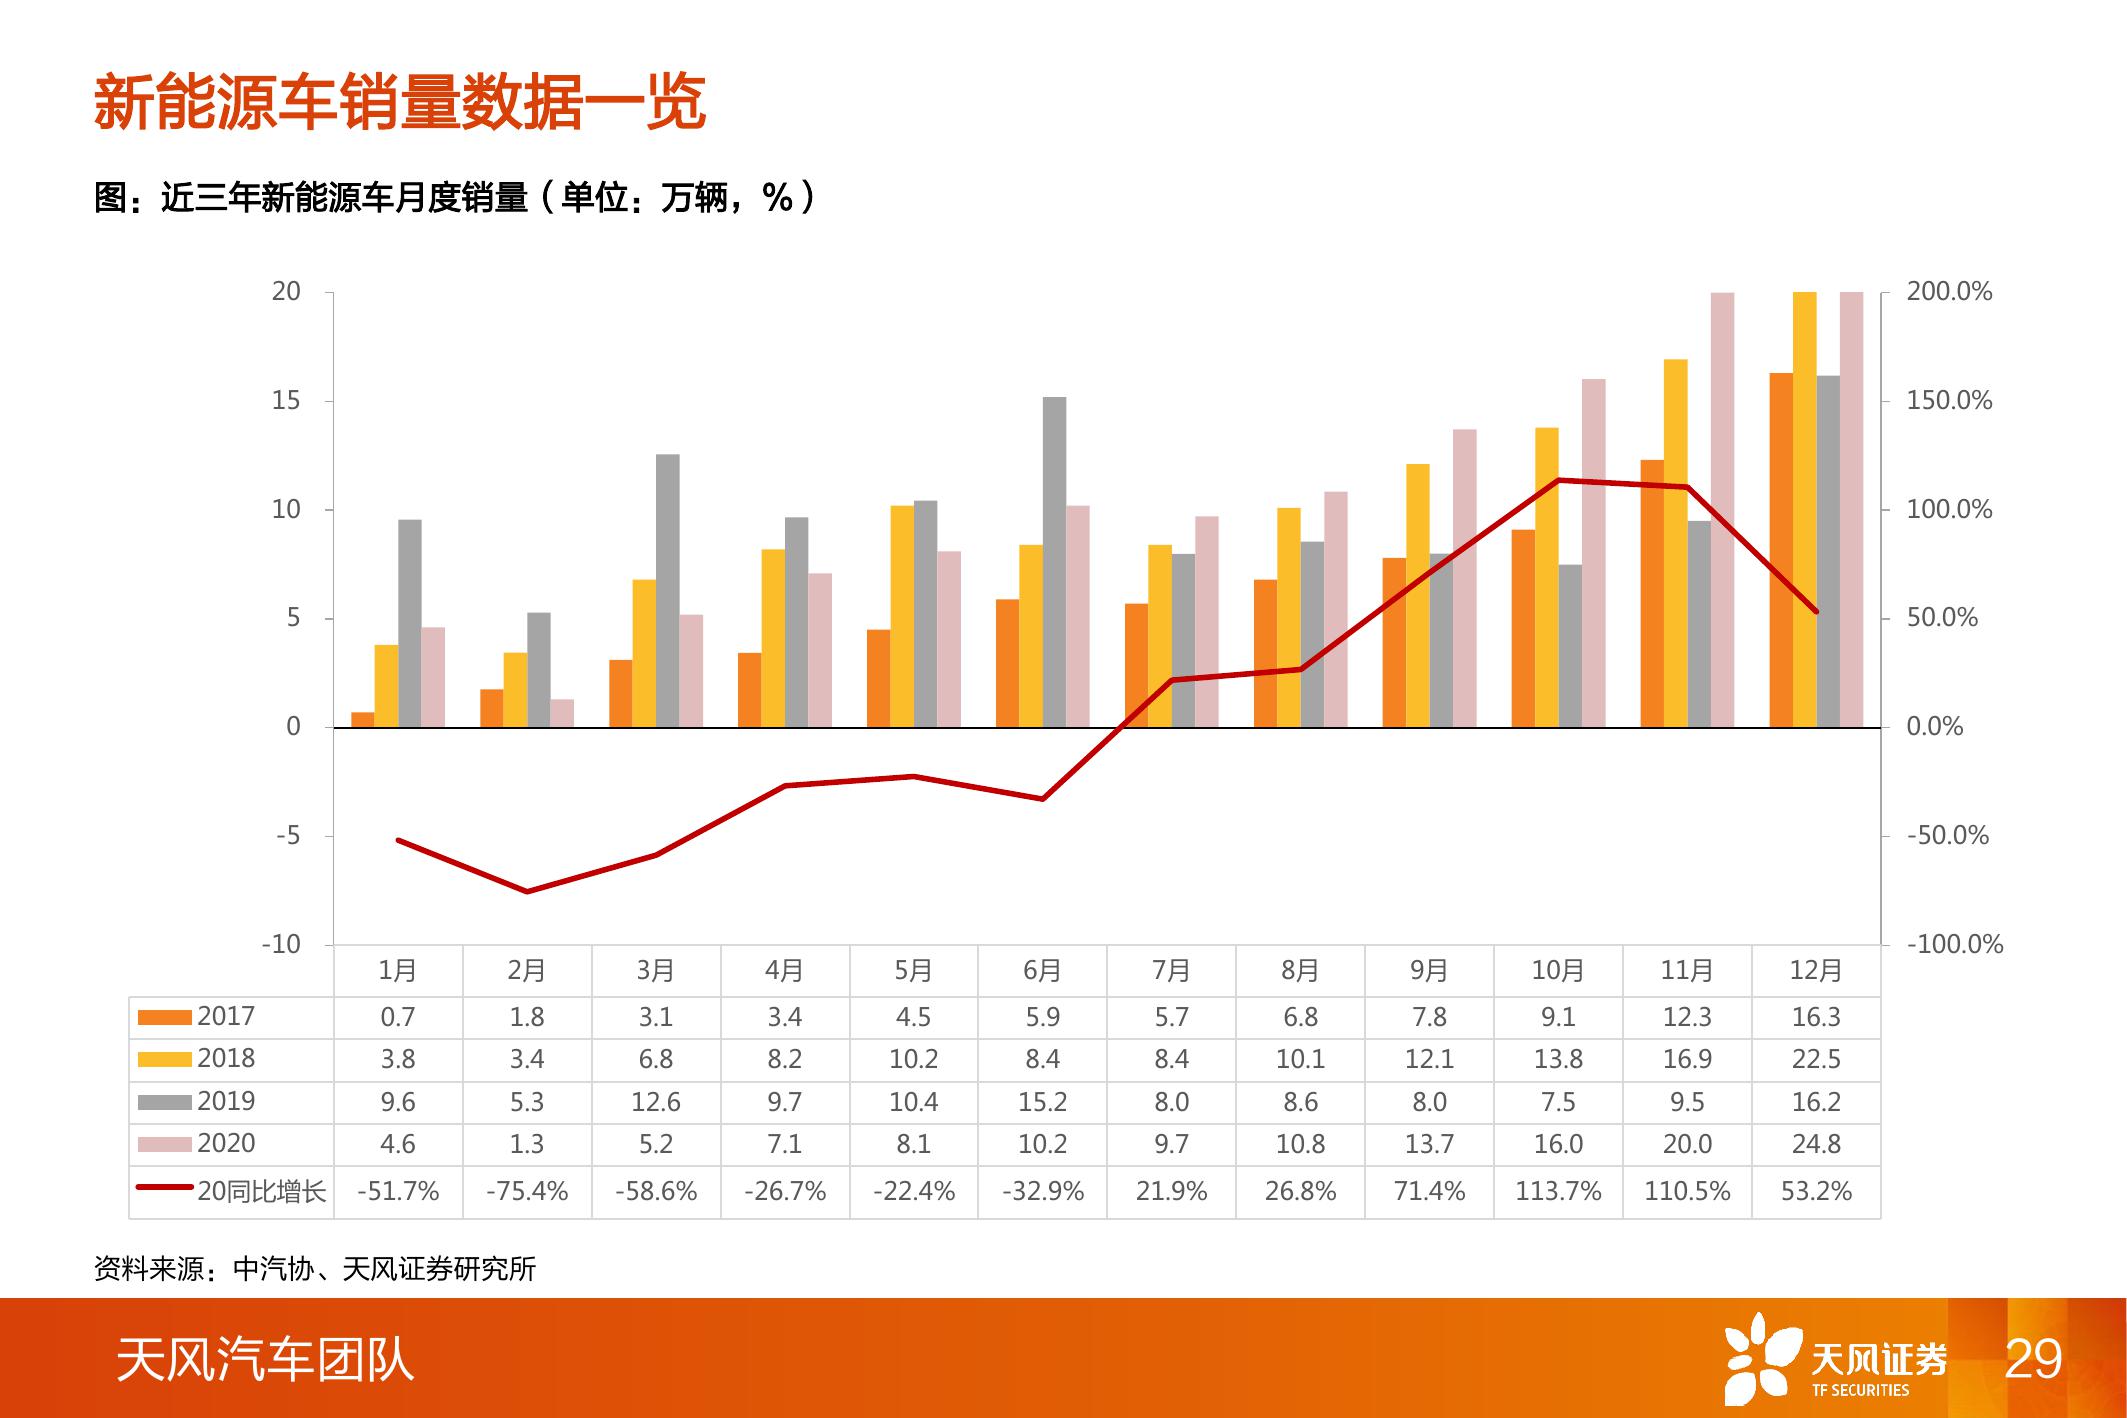 新能源车销量数据一览
图：近三年新能源车月度销量（单位：万辆，%）
20 200.0%
15 150.0%
10 100.0%
5 50.0%
0 0.0%
-5 -50.0%
-10 -100.0%
1月 2月 3月 4月 5月 6月 7月 8月 9月 10月 11月 12月
2017 0.7 1.8 3.1 3.4 4.5 5.9 5.7 6.8 7.8 9.1 12.3 16.3
2018 3.8 3.4 6.8 8.2 10.2 8.4 8.4 10.1 12.1 13.8 16.9 22.5
2019 9.6 5.3 12.6 9.7 10.4 15.2 8.0 8.6 8.0 7.5 9.5 16.2
2020 4.6 1.3 5.2 7.1 8.1 10.2 9.7 10.8 13.7 16.0 20.0 24.8
20同比增长 -51.7% -75.4% -58.6% -26.7% -22.4% -32.9% 21.9% 26.8% 71.4% 113.7% 110.5% 53.2%
资料来源：中汽协、天风证券研究所
天风汽车团队
天风证券
TF SECURITIES
29